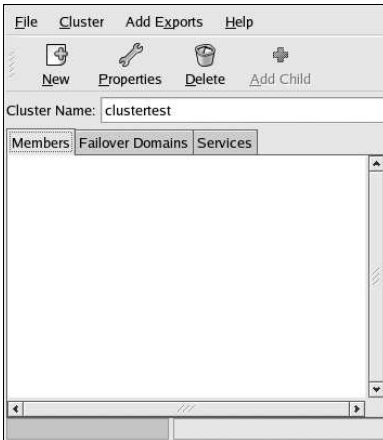 File Cluster Add Exports Help
New Properties Delete Add Child
Cluster Name: clustertest
Members Failover Domains Services